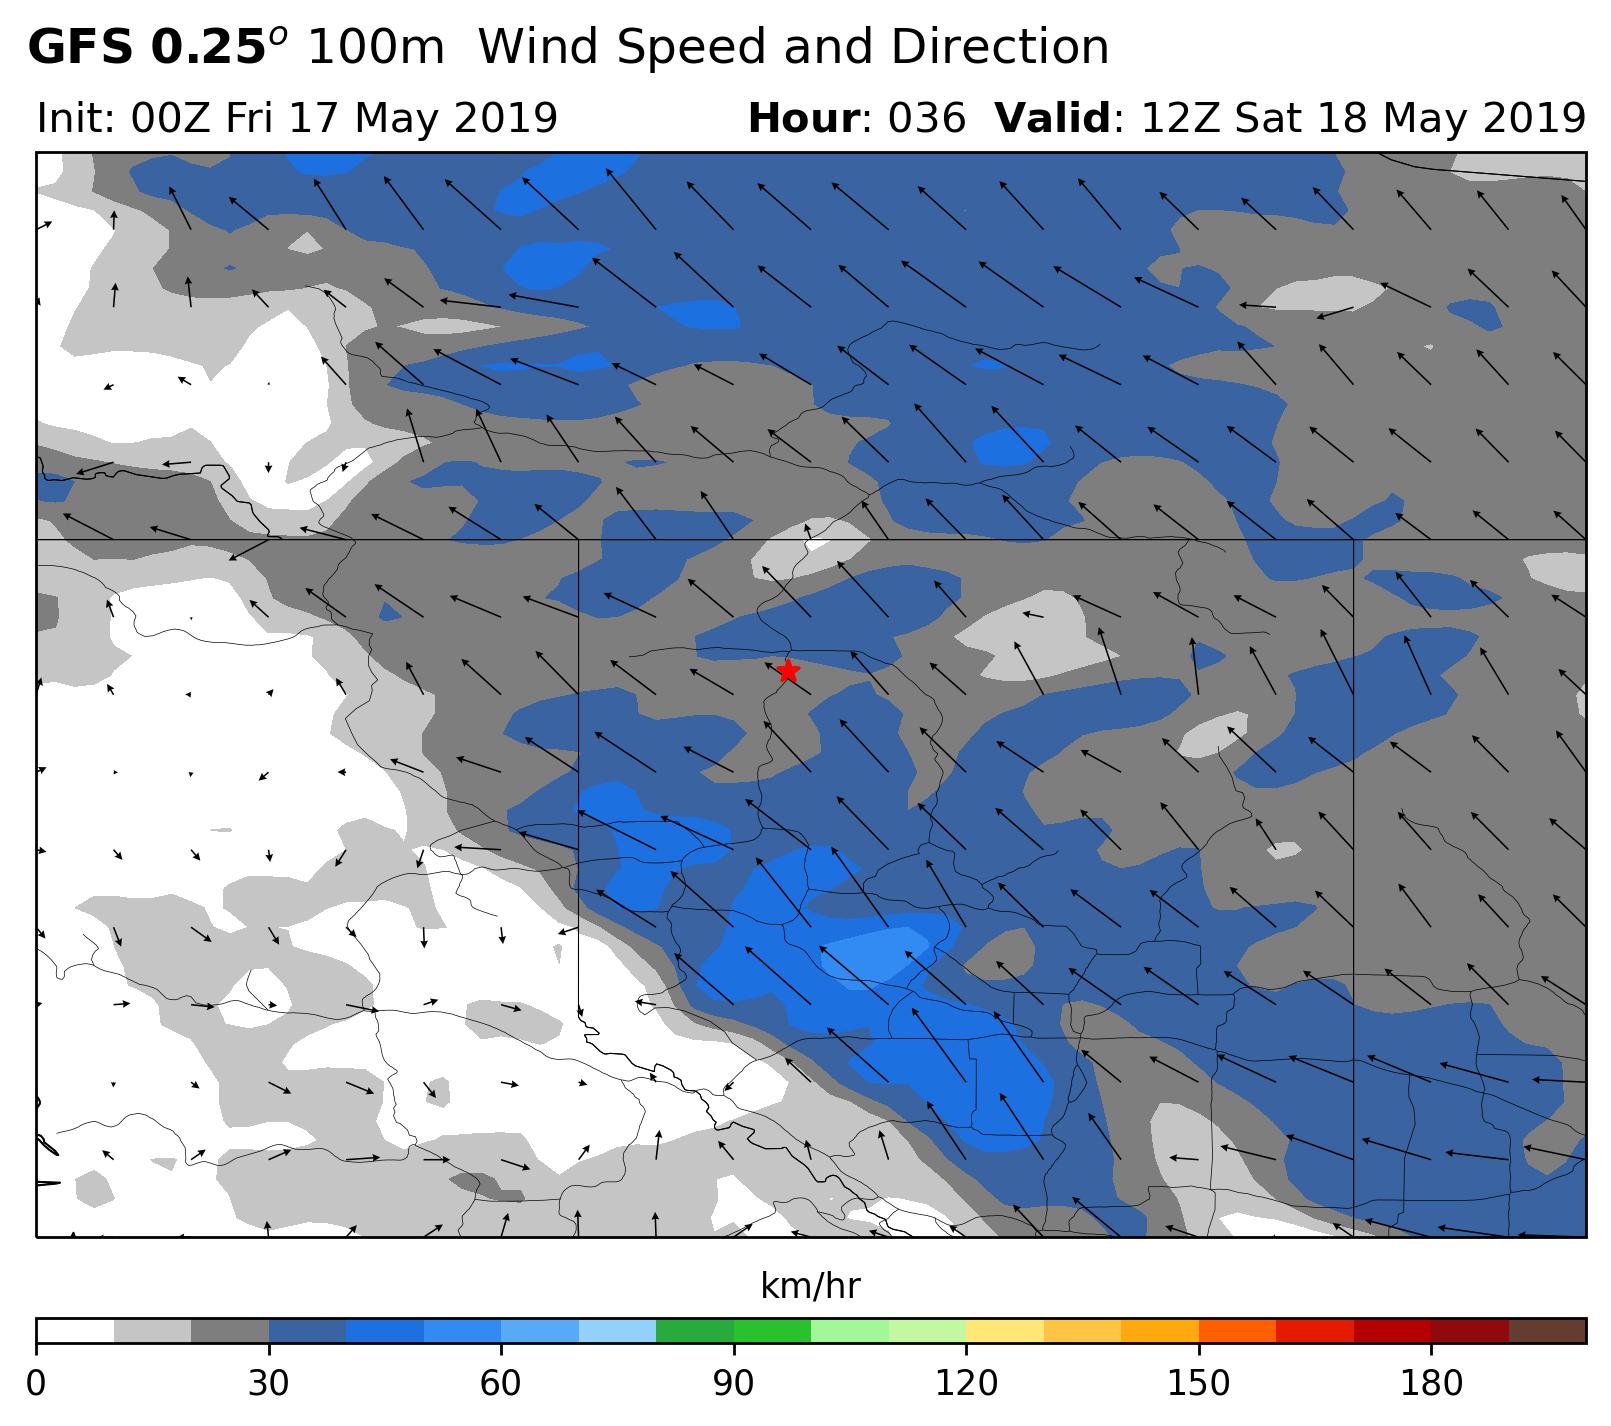 GFS 0.25° 100m Wind Speed and Direction
Init: 00Z Fri 17 May 2019 Hour: 036 Valid: 12Z Sat 18 May 2019
km/hr
0 30 60 90 120 150 180